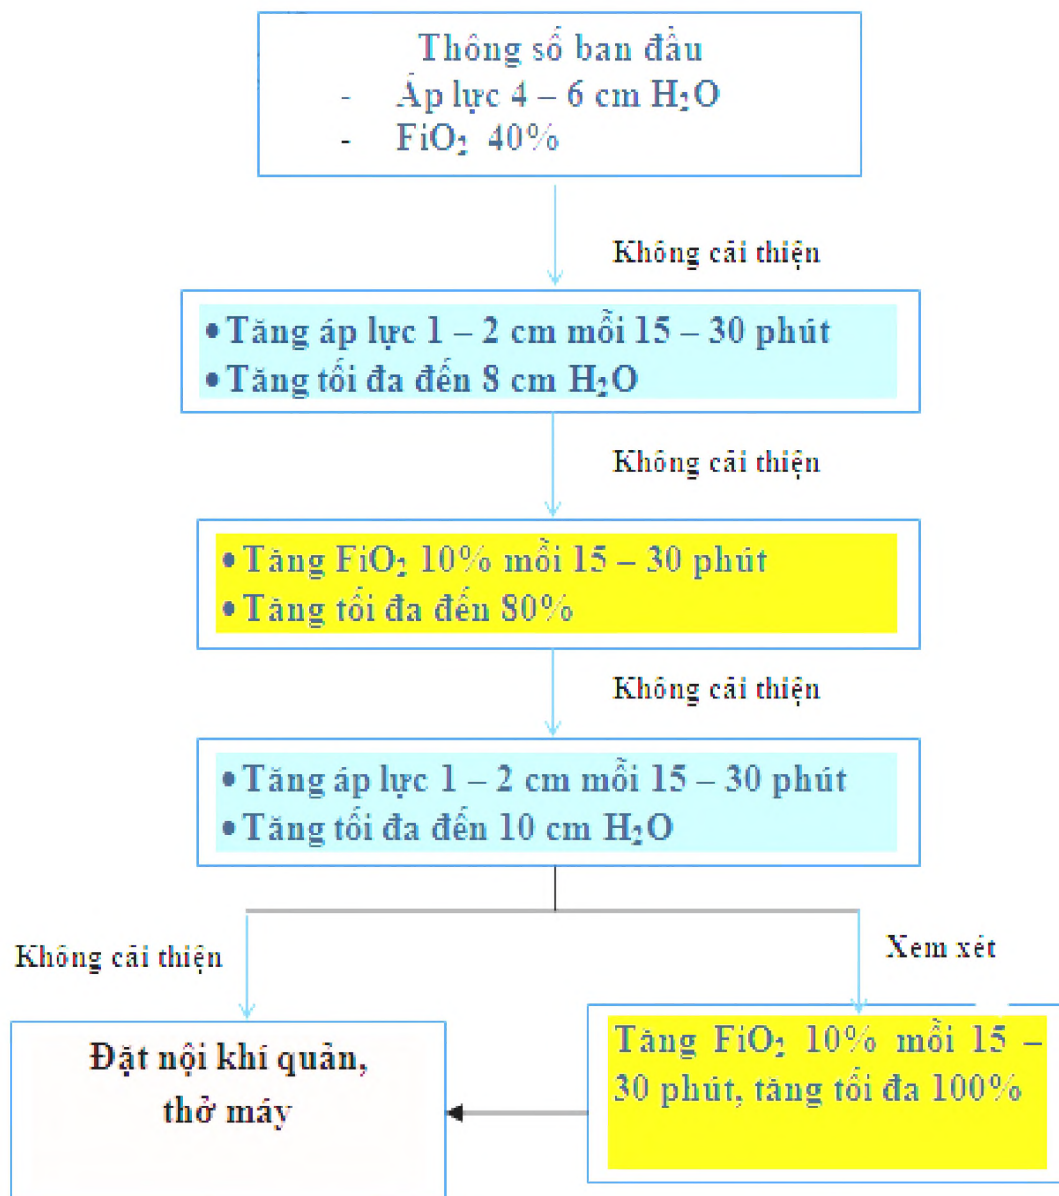 Thông số ban đầu
- Áp lực 4 – 6 cm H₂O
- FiO₂ 40%
Không cải thiện
• Tăng áp lực 1 – 2 cm mỗi 15 – 30 phút
• Tăng tối đa đến 8 cm H₂O
Không cải thiện
• Tăng FiO₂ 10% mỗi 15 – 30 phút
• Tăng tối đa đến 80%
Không cải thiện
• Tăng áp lực 1 – 2 cm mỗi 15 – 30 phút
• Tăng tối đa đến 10 cm H₂O
Không cải thiện
Xem xét
Đặt nội khí quản,
thở máy
Tăng FiO₂ 10% mỗi 15 –
30 phút, tăng tối đa 100%